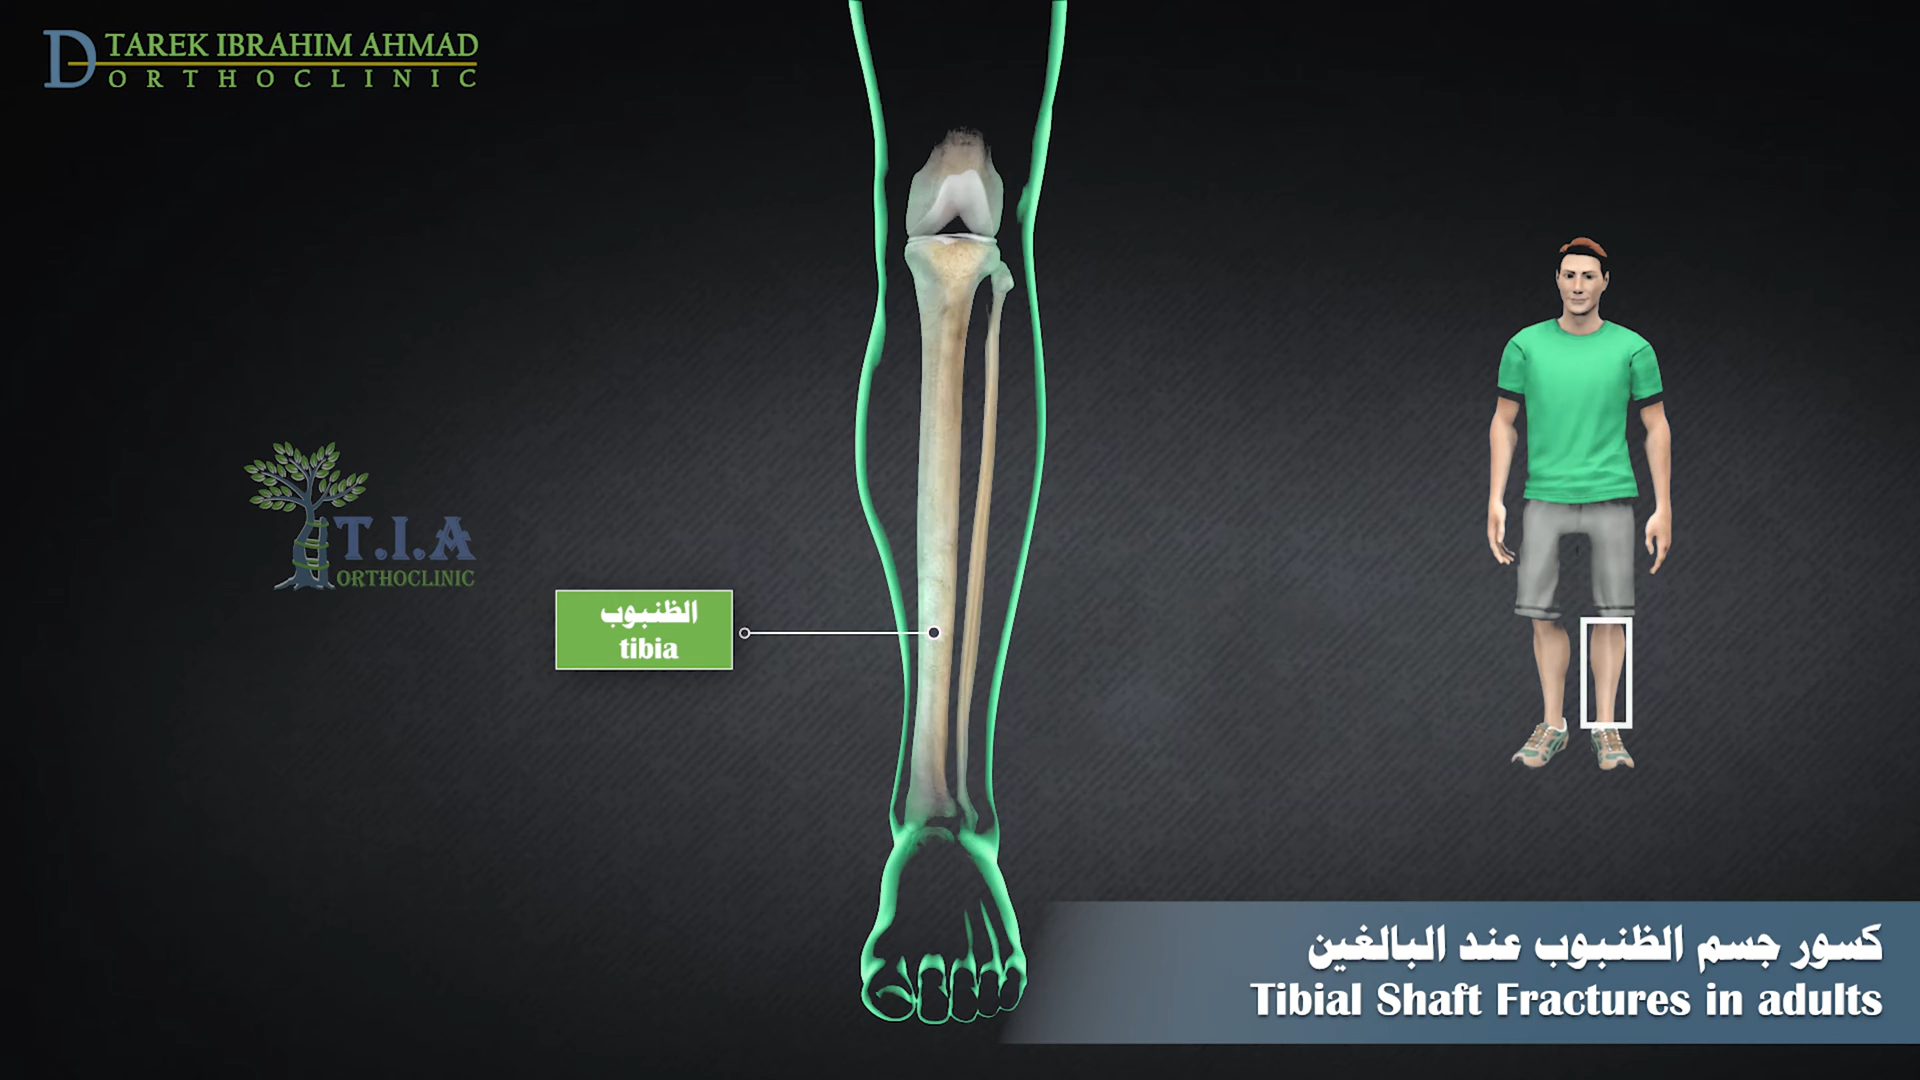 D TAREK IBRAHIM AHMAD
ORTHOCLINIC
T.I.A
ORTHOCLINIC
الظنبوب
tibia
كسور جسم الظنبوب عند البالغين
Tibial Shaft Fractures in adults